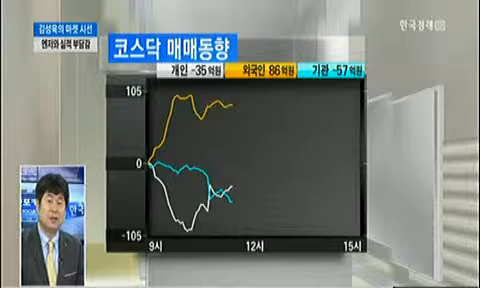 김성욱의 마켓 시선
엔저와 실적 부담감
한국경제
코스닥 매매동향
개인 -35억원
외국인 86억원
기관 -57억원
105
0
-105
9시
12시
15시